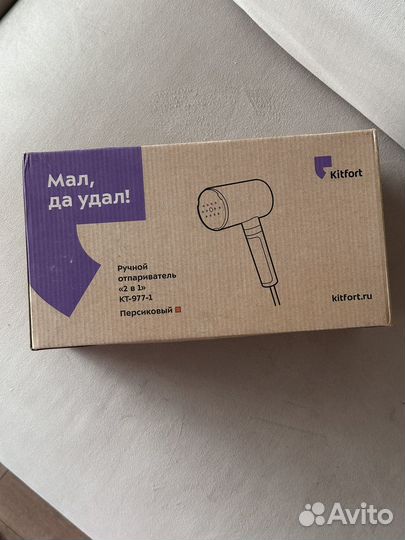 Мал,
да удал!
Kitfort
Ручной
отпариватель
«2 в 1»
КТ-977-1
Персиковый
kitfort.ru
Avito